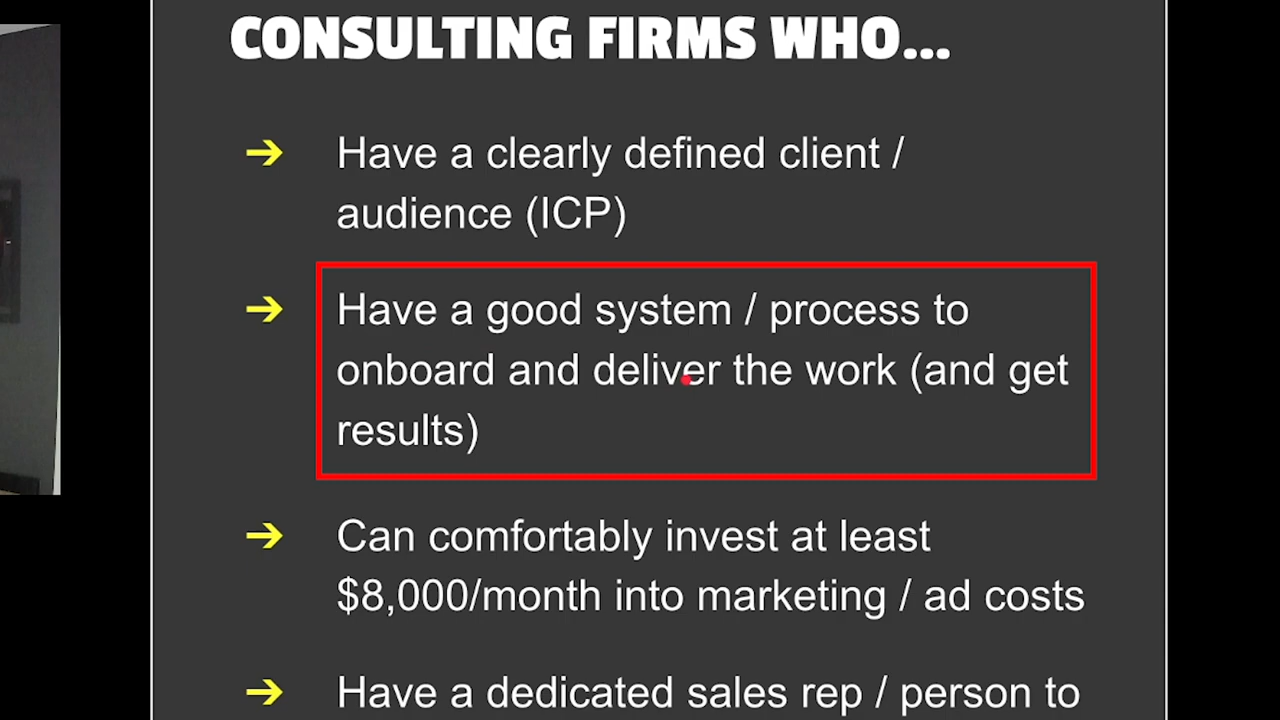 CONSULTING FIRMS WHO...
➔ Have a clearly defined client /
audience (ICP)
➔ Have a good system / process to
onboard and deliver the work (and get
results)
➔ Can comfortably invest at least
$8,000/month into marketing / ad costs
➔ Have a dedicated sales rep / person to